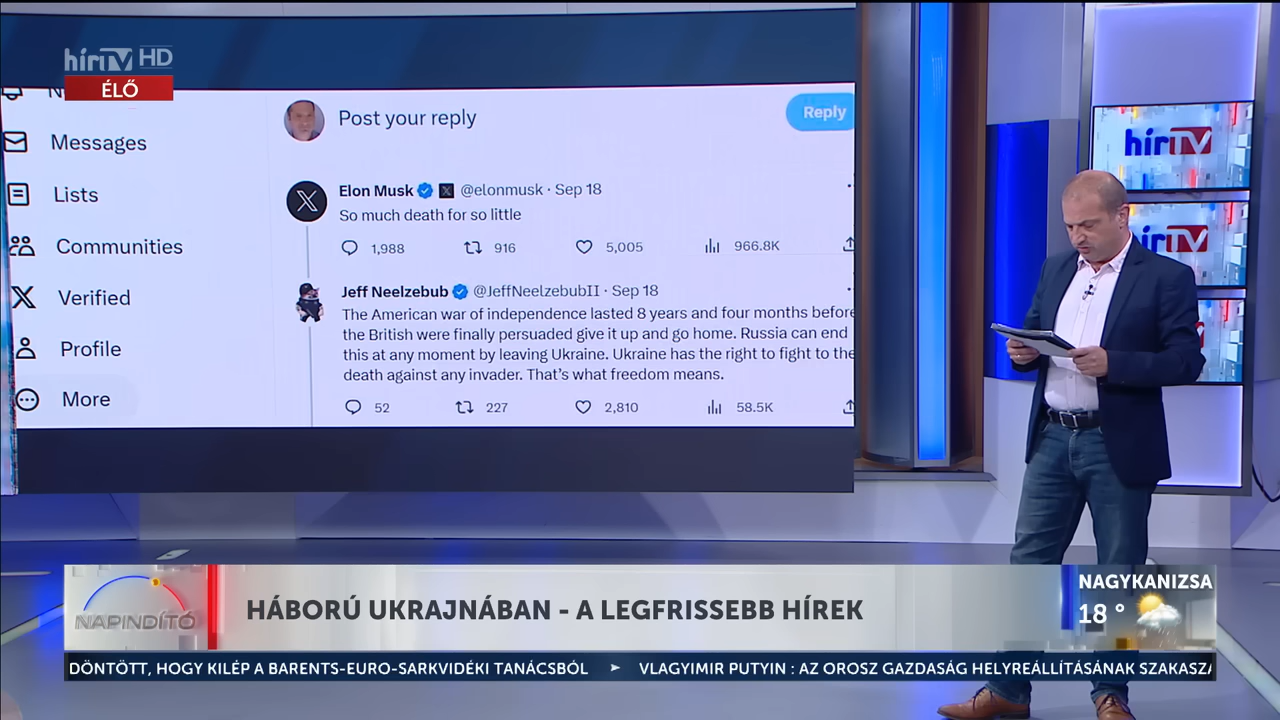 hírTV HD
ÉLŐ
Messages
Lists
Communities
Verified
Profile
More
Post your reply
Reply
Elon Musk @elonmusk · Sep 18
So much death for so little
1,988 916 5,005 966.8K
Jeff Neelzebub @JeffNeelzebubII · Sep 18
The American war of independence lasted 8 years and four months before
the British were finally persuaded give it up and go home. Russia can end
this at any moment by leaving Ukraine. Ukraine has the right to fight to the
death against any invader. That's what freedom means.
52 227 2,810 58.5K
hírTV
hírTV
NAPINDÍTÓ
HÁBORÚ UKRAJNÁBAN - A LEGFRISSEBB HÍREK
NAGYKANIZSA
18 °
DÖNTÖTT, HOGY KILÉP A BARENTS-EURO-SARKVIDÉKI TANÁCSBÓL ► VLAGYIMIR PUTYIN : AZ OROSZ GAZDASÁG HELYREÁLLÍTÁSÁNAK SZAKASZA